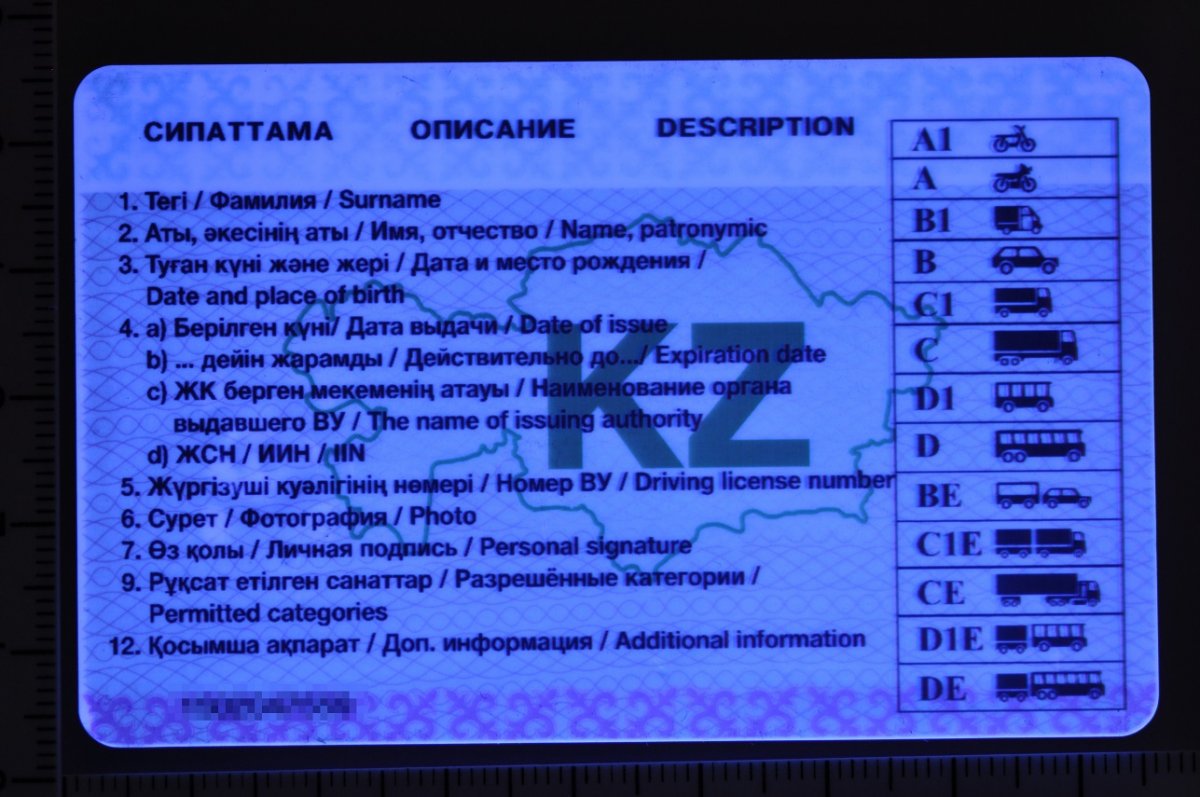 СИПАТТАМА ОПИСАНИЕ DESCRIPTION
1. Тегі / Фамилия / Surname
2. Аты, әкесінің аты / Имя, отчество / Name, patronymic
3. Туған күні және жері / Дата и место рождения /
Date and place of birth
4. a) Берілген күні/ Дата выдачи / Date of issue
b) ... дейін жарамды / Действительно до.../ Expiration date
c) ЖК берген мекеменің атауы / Наименование органа
выдавшего ВУ / The name of issuing authority
d) ЖСН / ИИН / IIN
5. Жүргізуші куәлігінің нөмері / Номер ВУ / Driving license number
6. Сурет / Фотография / Photo
7. Өз қолы / Личная подпись / Personal signature
9. Рұқсат етілген санаттар / Разрешённые категории /
Permitted categories
12. Қосымша ақпарат / Доп. информация / Additional information
KZ
A1
A
B1
B
C1
C
D1
D
BE
C1E
CE
D1E
DE